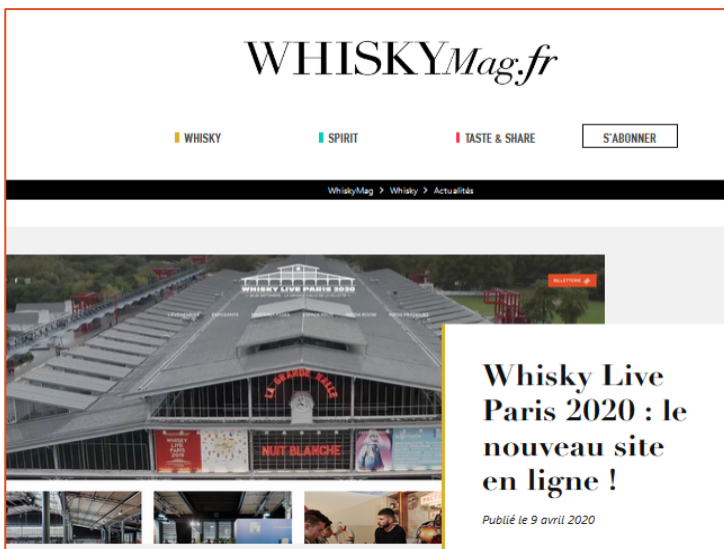 WHISKYMag.fr
WHISKY SPIRIT TASTE & SHARE S'ABONNER
WhiskyMag > Whisky > Actualités
WHISKY LIVE PARIS 2020
BILLETTERIE
LA GRANDE HALLE
WHISKY
LIVE
PARIS
2019
NUIT BLANCHE
Whisky Live
Paris 2020 : le
nouveau site
en ligne !
Publié le 9 avril 2020